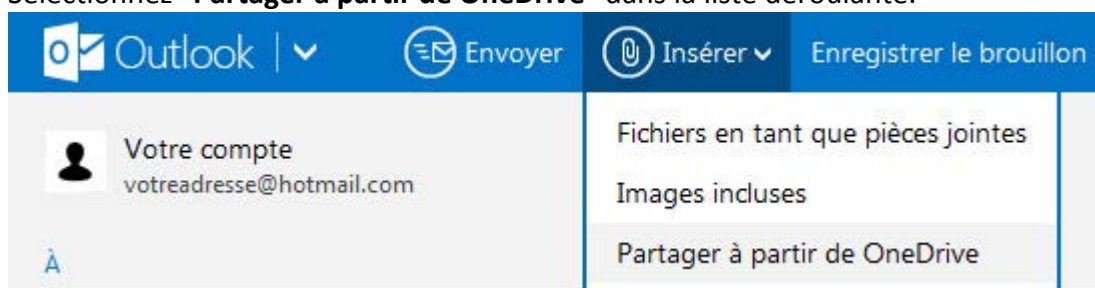 Sélectionnez "Partager à partir de OneDrive" dans la liste déroulante.
Outlook Envoyer Insérer Enregistrer le brouillon
Votre compte
votreadresse@hotmail.com
À
Fichiers en tant que pièces jointes
Images incluses
Partager à partir de OneDrive